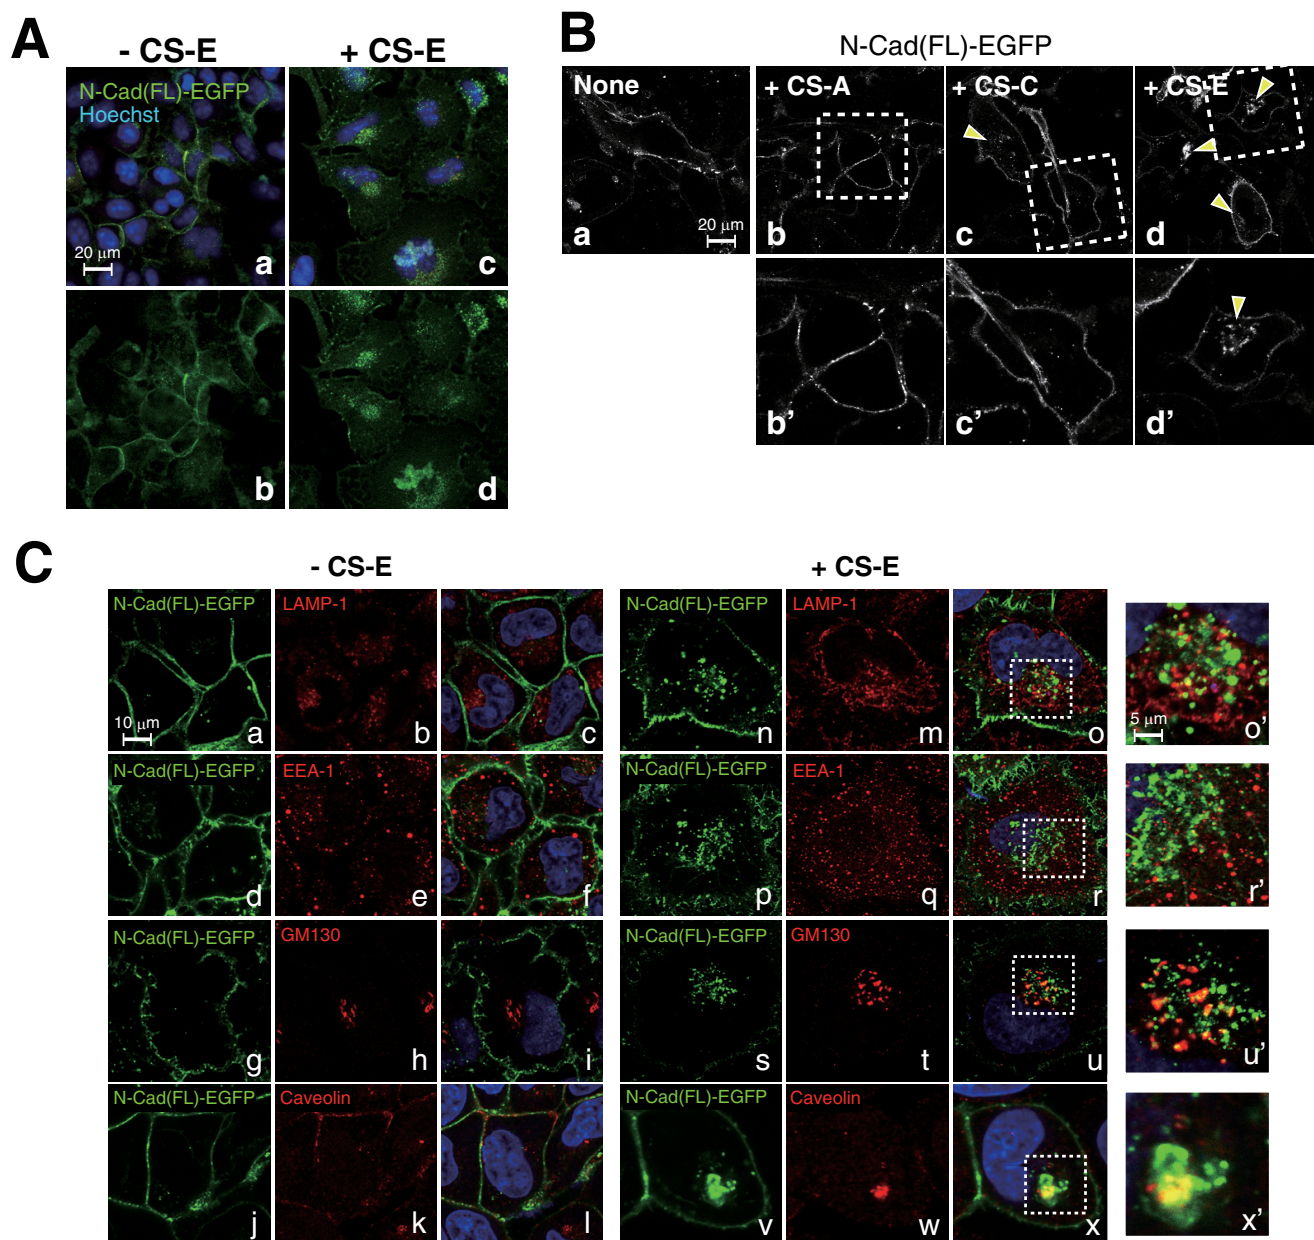 A
- CS-E
+ CS-E
N-Cad(FL)-EGFP
Hoechst
20 μm
a
c
b
d
B
N-Cad(FL)-EGFP
None
+ CS-A
+ CS-C
+ CS-E
20 μm
a
b
c
d
b’
c’
d’
C
- CS-E
+ CS-E
N-Cad(FL)-EGFP
LAMP-1
N-Cad(FL)-EGFP
LAMP-1
10 μm
5 μm
a
b
c
n
m
o
o’
N-Cad(FL)-EGFP
EEA-1
N-Cad(FL)-EGFP
EEA-1
d
e
f
p
q
r
r’
N-Cad(FL)-EGFP
GM130
N-Cad(FL)-EGFP
GM130
g
h
i
s
t
u
u’
N-Cad(FL)-EGFP
Caveolin
N-Cad(FL)-EGFP
Caveolin
j
k
l
v
w
x
x’